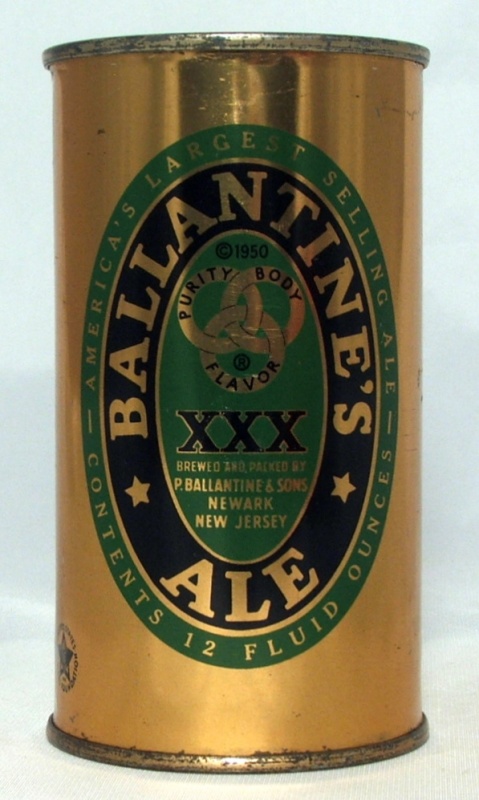 AMERICA'S LARGEST SELLING ALE
BALLANTINE'S
©1950
PURITY BODY
FLAVOR
®
XXX
BREWED AND PACKED BY
P. BALLANTINE & SONS
NEWARK
NEW JERSEY
ALE
CONTENTS 12 FLUID OUNCES